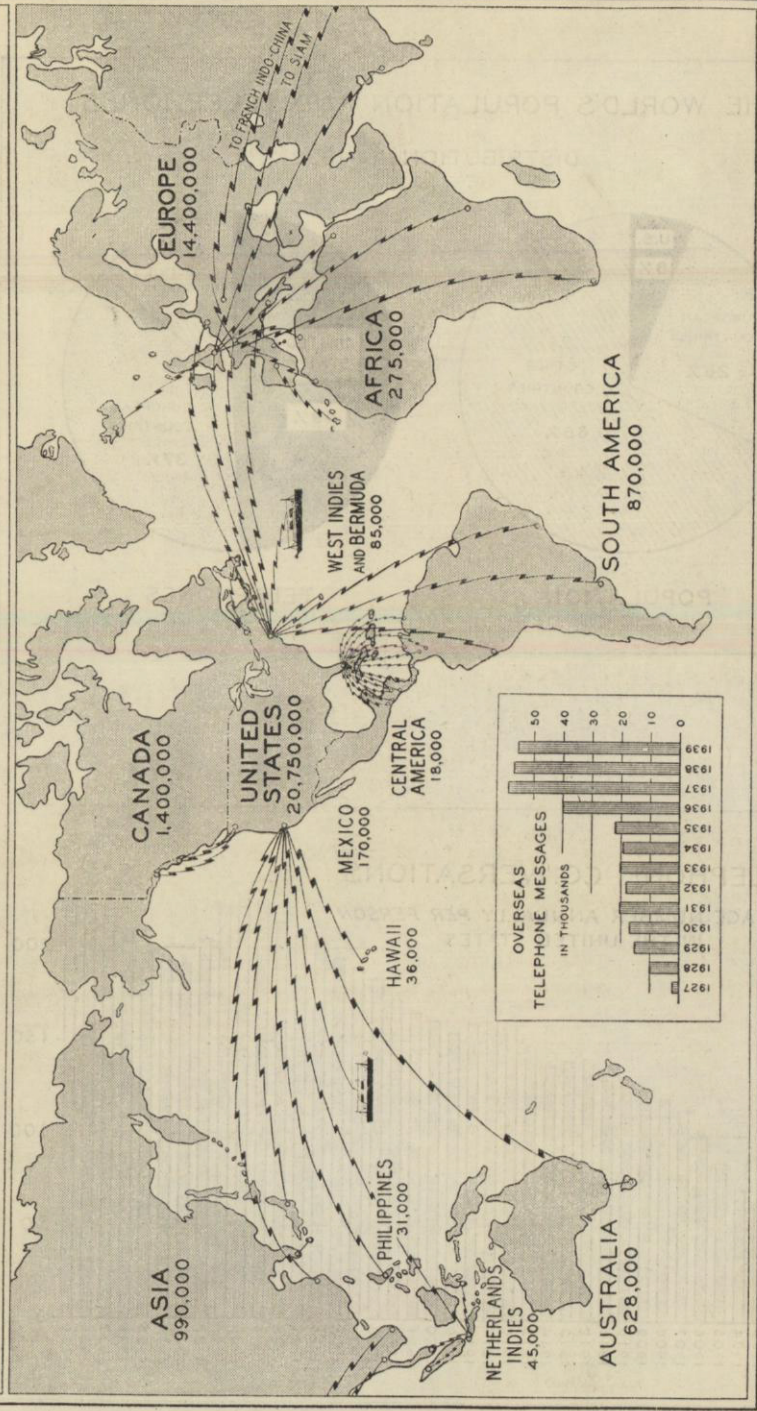 ASIA
990,000
CANADA
1,400,000
UNITED
STATES
20,750,000
EUROPE
14,400,000
TO FRENCH INDO-CHINA
TO SIAM
MEXICO
170,000
HAWAII
36,000
PHILIPPINES
31,000
NETHERLANDS
INDIES
45,000
AUSTRALIA
628,000
CENTRAL
AMERICA
18,000
WEST INDIES
AND BERMUDA
85,000
AFRICA
275,000
SOUTH AMERICA
870,000
OVERSEAS
TELEPHONE MESSAGES
IN THOUSANDS
50
40
30
20
10
0
1927
1928
1929
1930
1931
1932
1933
1934
1935
1936
1937
1938
1939